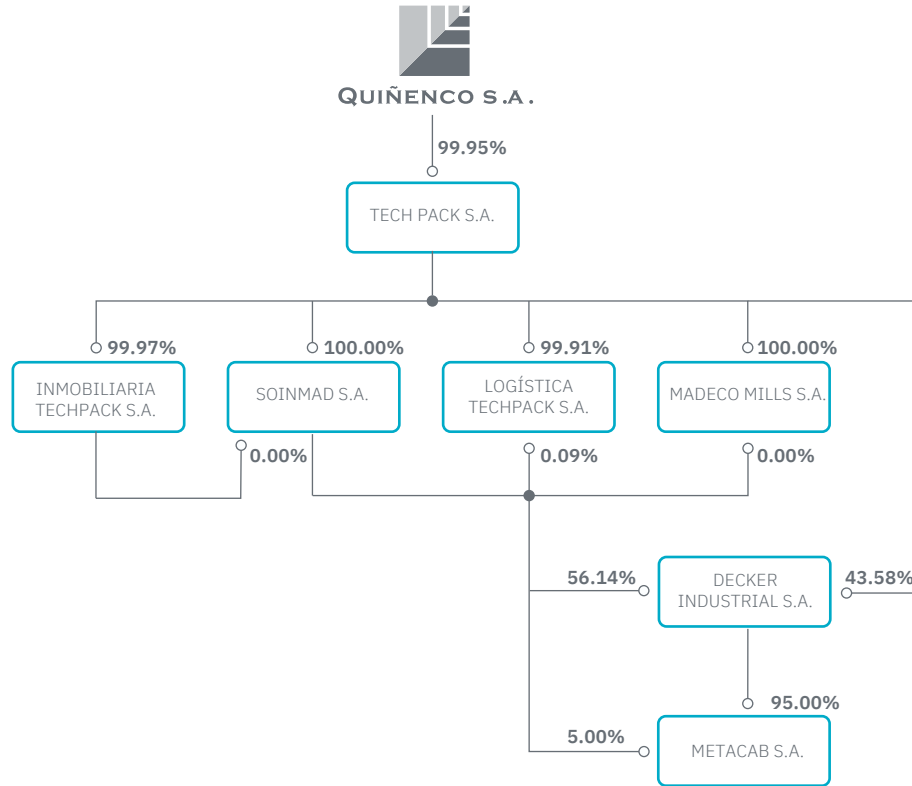 QUIÑENCO S.A.
99.95%
TECH PACK S.A.
99.97%
100.00%
99.91%
100.00%
INMOBILIARIA
TECHPACK S.A.
SOINMAD S.A.
LOGÍSTICA
TECHPACK S.A.
MADECO MILLS S.A.
0.00%
0.09%
0.00%
56.14%
DECKER
INDUSTRIAL S.A.
43.58%
95.00%
5.00%
METACAB S.A.